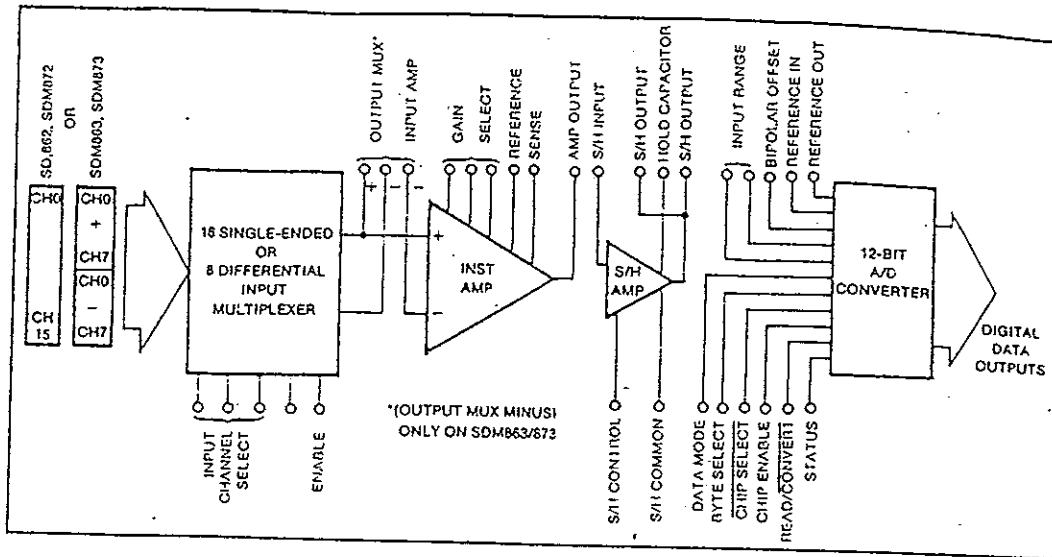 SD,862, SDM872
OR
SDM863, SDM873
CH0
CH
15
CH0
+
CH7
CH0
−
CH7
16 SINGLE-ENDED
OR
8 DIFFERENTIAL
INPUT
MULTIPLEXER
INPUT
CHANNEL
SELECT
ENABLE
OUTPUT MUX*
INPUT AMP
+ − −
GAIN
SELECT
REFERENCE
SENSE
AMP OUTPUT
+
INST
AMP
−
*(OUTPUT MUX MINUS)
ONLY ON SDM863/873
S/H INPUT
S/H OUTPUT
HOLD CAPACITOR
S/H OUTPUT
S/H
AMP
S/H CONTROL
S/H COMMON
INPUT RANGE
BIPOLAR OFFSET
REFERENCE IN
REFERENCE OUT
12-BIT
A/D
CONVERTER
DATA MODE
BYTE SELECT
CHIP SELECT
CHIP ENABLE
READ/CONVERT
STATUS
DIGITAL
DATA
OUTPUTS